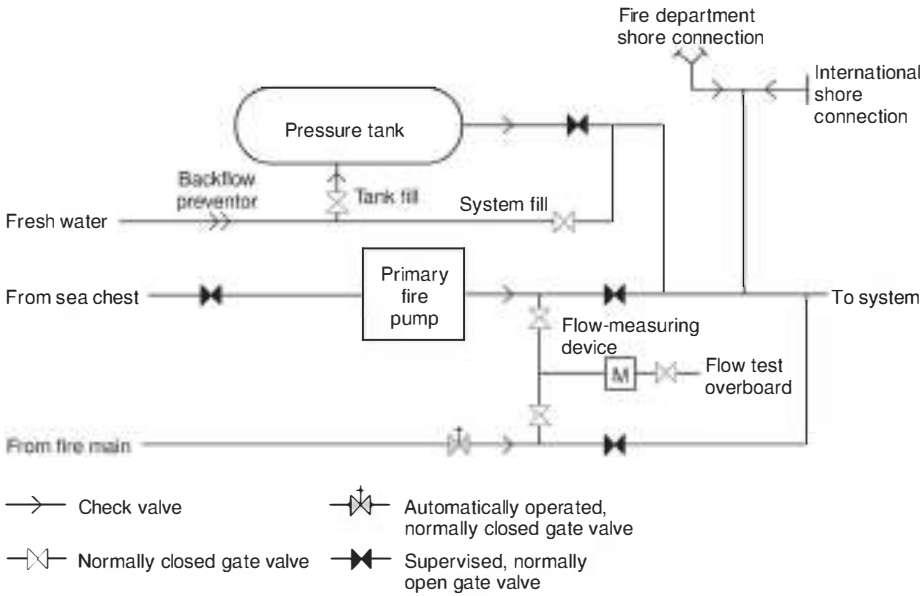 Fire department
shore connection
International
shore
connection
Pressure tank
Backflow
preventor
Tank fill
System fill
Fresh water
Primary
fire
pump
From sea chest
To system
Flow-measuring
device
M
Flow test
overboard
From fire main
Check valve
Automatically operated,
normally closed gate valve
Normally closed gate valve
Supervised, normally
open gate valve